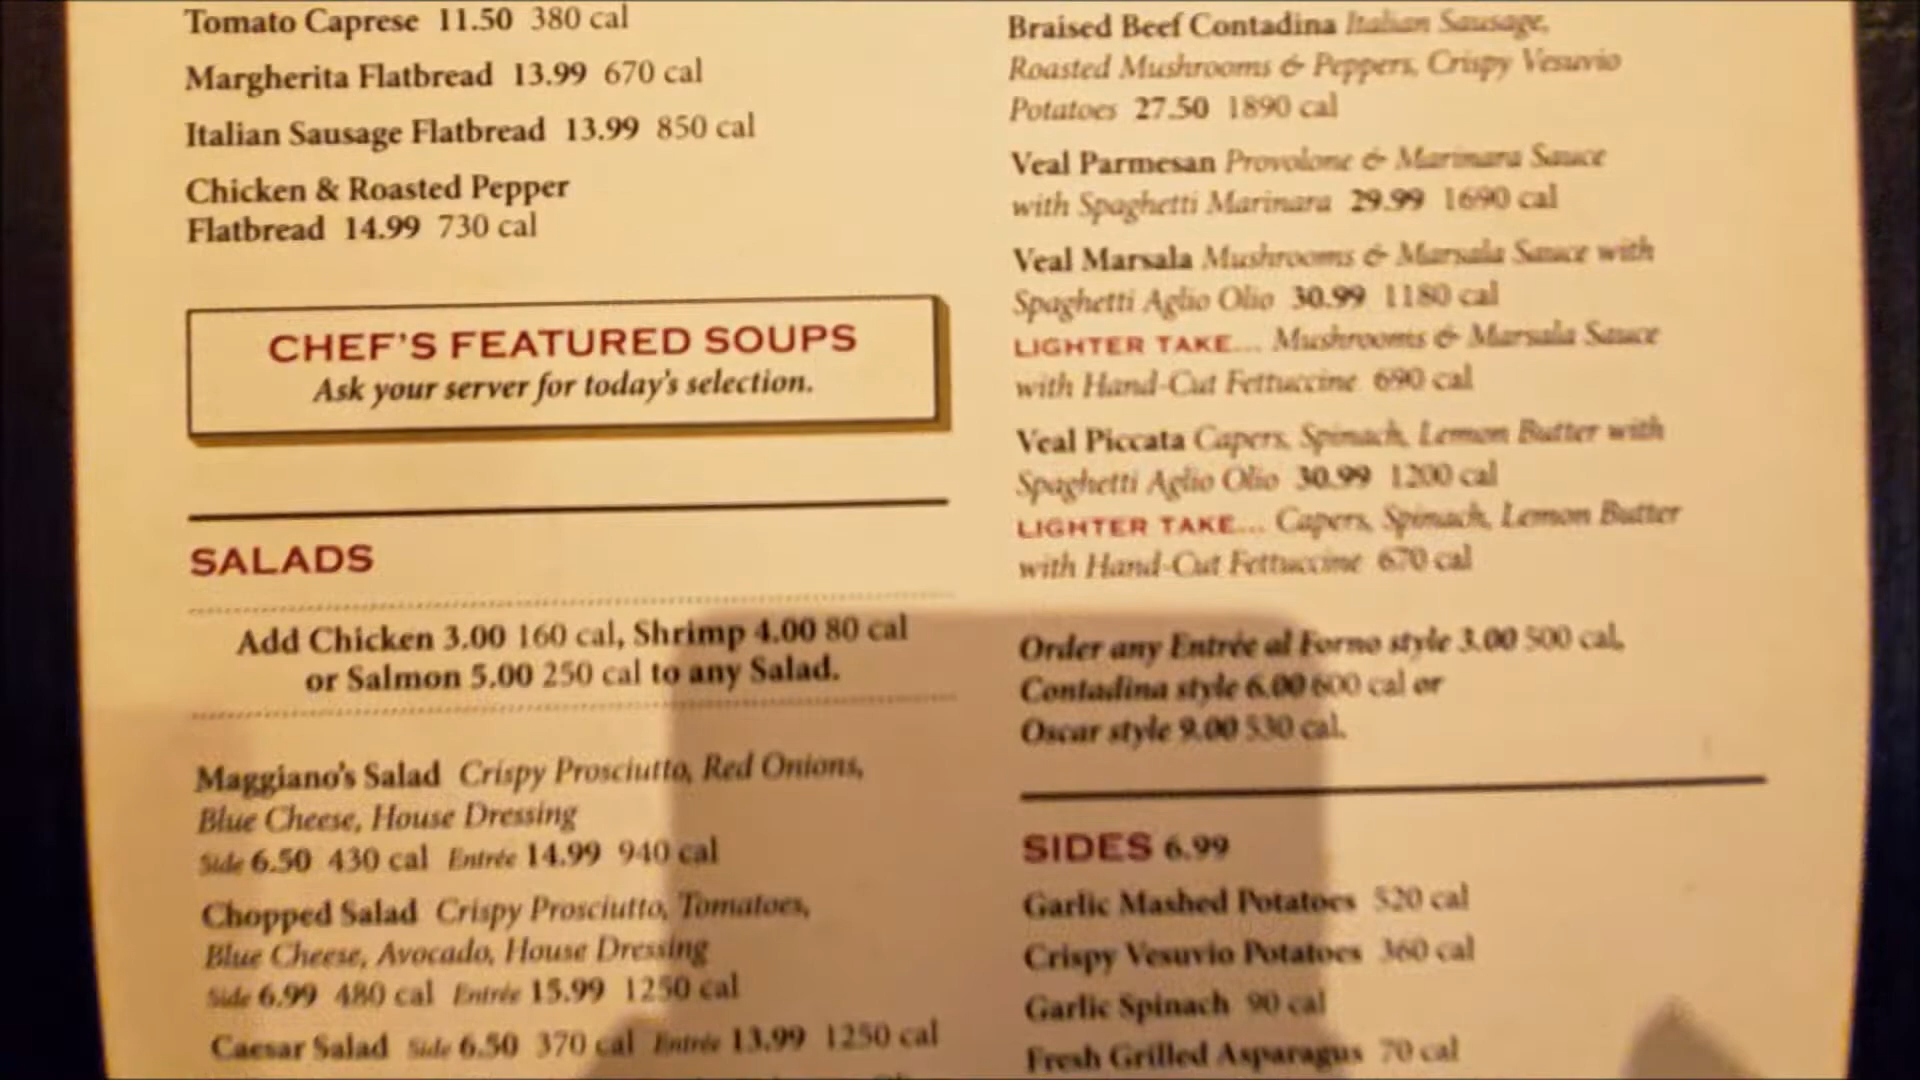 Tomato Caprese 11.50 380 cal
Margherita Flatbread 13.99 670 cal
Italian Sausage Flatbread 13.99 850 cal
Chicken & Roasted Pepper
Flatbread 14.99 730 cal
CHEF'S FEATURED SOUPS
Ask your server for today's selection.
SALADS
Add Chicken 3.00 160 cal, Shrimp 4.00 80 cal
or Salmon 5.00 250 cal to any Salad.
Maggiano's Salad Crispy Prosciutto, Red Onions,
Blue Cheese, House Dressing
Side 6.50 430 cal Entrée 14.99 940 cal
Chopped Salad Crispy Prosciutto, Tomatoes,
Blue Cheese, Avocado, House Dressing
Side 6.99 480 cal Entrée 15.99 1250 cal
Caesar Salad Side 6.50 370 cal Entrée 13.99 1250 cal
Braised Beef Contadina Italian Sausage,
Roasted Mushrooms & Peppers, Crispy Vesuvio
Potatoes 27.50 1890 cal
Veal Parmesan Provolone & Marinara Sauce
with Spaghetti Marinara 29.99 1690 cal
Veal Marsala Mushrooms & Marsala Sauce with
Spaghetti Aglio Olio 30.99 1180 cal
LIGHTER TAKE... Mushrooms & Marsala Sauce
with Hand-Cut Fettuccine 690 cal
Veal Piccata Capers, Spinach, Lemon Butter with
Spaghetti Aglio Olio 30.99 1200 cal
LIGHTER TAKE... Capers, Spinach, Lemon Butter
with Hand-Cut Fettuccine 670 cal
Order any Entrée al Forno style 3.00 500 cal,
Contadina style 6.00 600 cal or
Oscar style 9.00 530 cal.
SIDES 6.99
Garlic Mashed Potatoes 520 cal
Crispy Vesuvio Potatoes 360 cal
Garlic Spinach 90 cal
Fresh Grilled Asparagus 70 cal